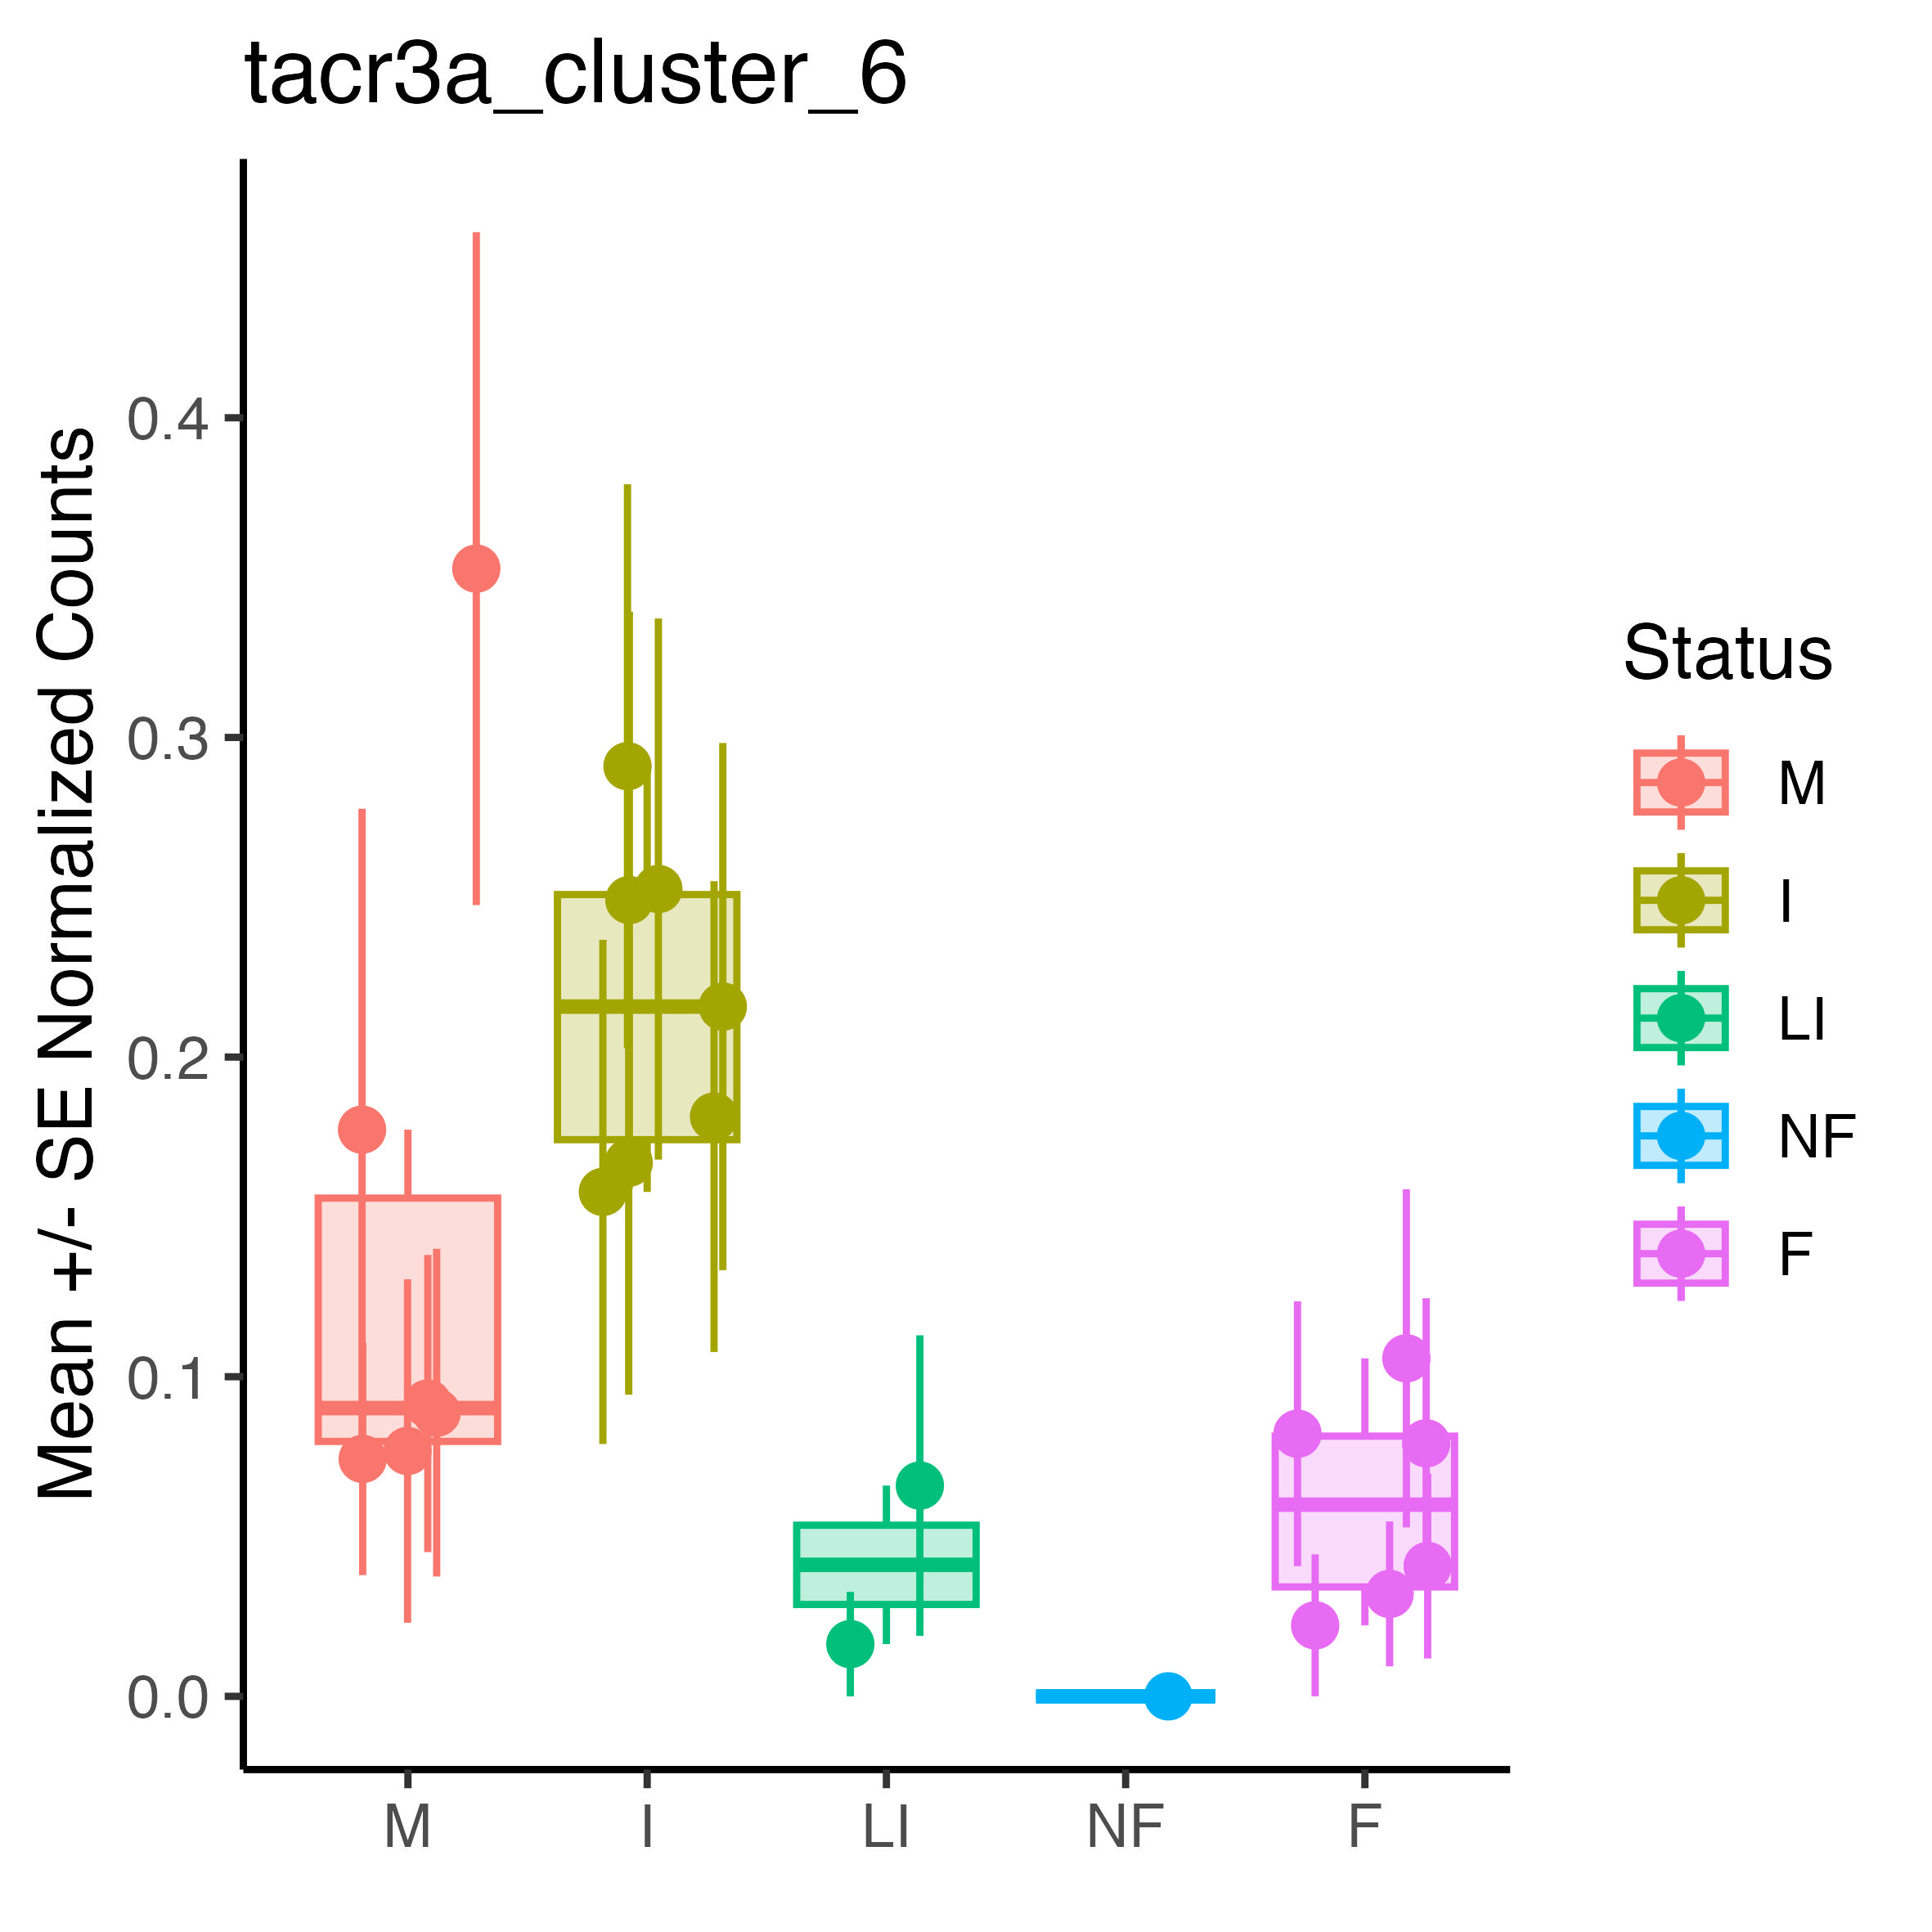 tacr3a_cluster_6
Mean +/- SE Normalized Counts
0.4
0.3
0.2
0.1
0.0
M
I
LI
NF
F
Status
M
I
LI
NF
F